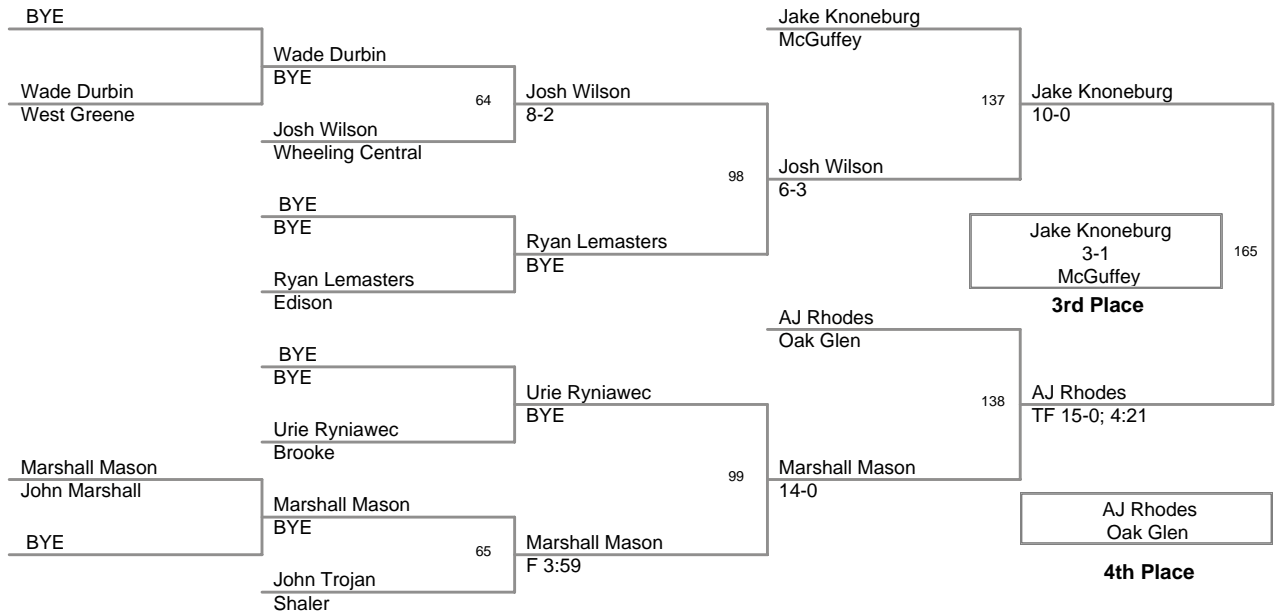 BYE
Wade Durbin
West Greene
Marshall Mason
John Marshall
BYE
Wade Durbin
BYE
64
Josh Wilson
Wheeling Central
BYE
BYE
Ryan Lemasters
Edison
BYE
BYE
Urie Ryniawec
Brooke
Marshall Mason
BYE
65
John Trojan
Shaler
Josh Wilson
8-2
98
Ryan Lemasters
BYE
Urie Ryniawec
BYE
99
Marshall Mason
F 3:59
Jake Knoneburg
McGuffey
137
Josh Wilson
6-3
AJ Rhodes
Oak Glen
138
Marshall Mason
14-0
Jake Knoneburg
10-0
Jake Knoneburg
3-1
McGuffey
165
3rd Place
AJ Rhodes
TF 15-0; 4:21
AJ Rhodes
Oak Glen
4th Place